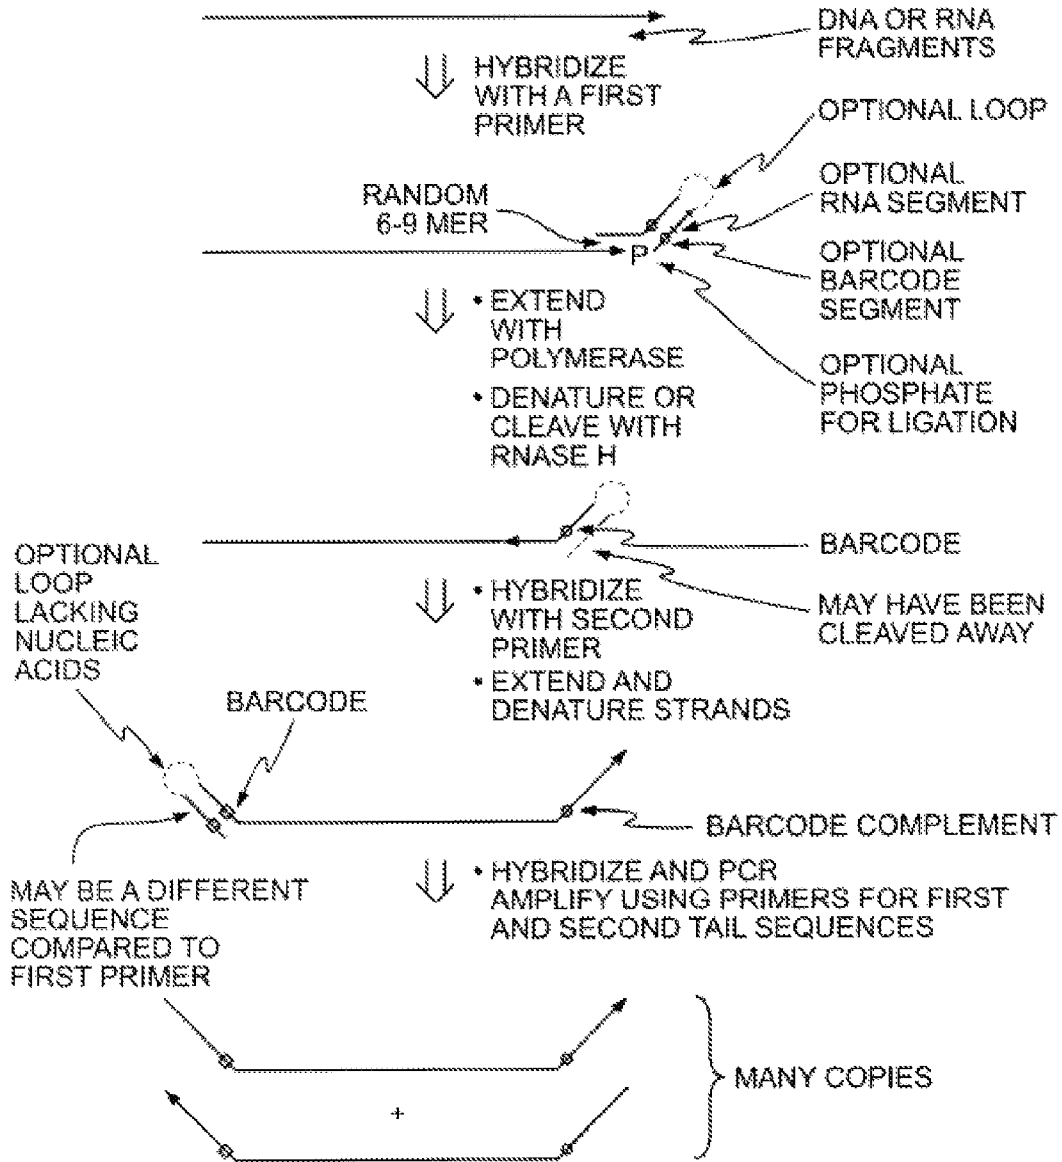 DNA OR RNA
FRAGMENTS
HYBRIDIZE
WITH A FIRST
PRIMER
OPTIONAL LOOP
OPTIONAL
RNA SEGMENT
RANDOM
6-9 MER
P
OPTIONAL
BARCODE
SEGMENT
• EXTEND
WITH
POLYMERASE
OPTIONAL
PHOSPHATE
FOR LIGATION
• DENATURE OR
CLEAVE WITH
RNASE H
BARCODE
OPTIONAL
LOOP
LACKING
NUCLEIC
ACIDS
• HYBRIDIZE
WITH SECOND
PRIMER
MAY HAVE BEEN
CLEAVED AWAY
• EXTEND AND
DENATURE STRANDS
BARCODE
BARCODE COMPLEMENT
MAY BE A DIFFERENT
SEQUENCE
COMPARED TO
FIRST PRIMER
• HYBRIDIZE AND PCR
AMPLIFY USING PRIMERS FOR FIRST
AND SECOND TAIL SEQUENCES
MANY COPIES
+